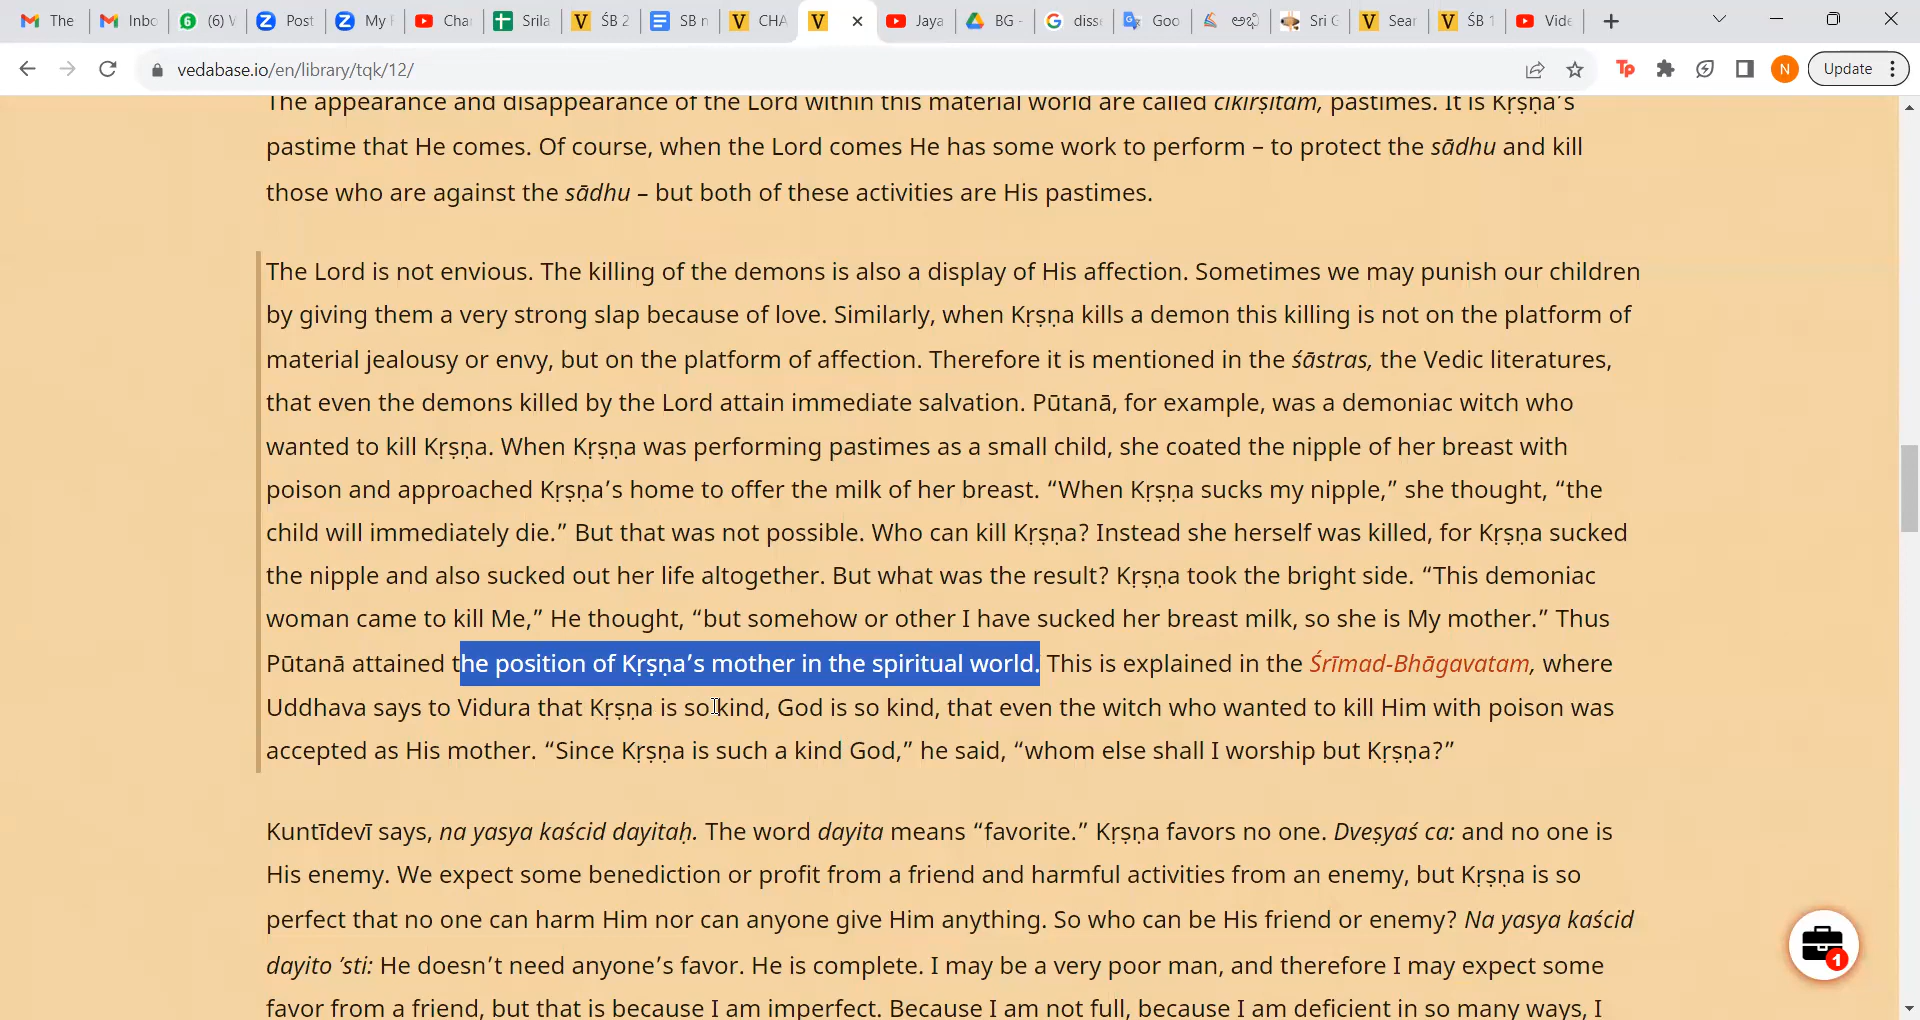 The
Inbo
(6) V
Post
My P
Cha
Srila
ŚB 2
SB n
CHA
Jaya
BG -
diss
Goo
Sri G
Sear
ŚB 1
Vide
vedabase.io/en/library/tqk/12/
N
Update
The appearance and disappearance of the Lord within this material world are called cikīrṣitam, pastimes. It is Kṛṣṇa’s
pastime that He comes. Of course, when the Lord comes He has some work to perform – to protect the sādhu and kill
those who are against the sādhu – but both of these activities are His pastimes.
The Lord is not envious. The killing of the demons is also a display of His affection. Sometimes we may punish our children
by giving them a very strong slap because of love. Similarly, when Kṛṣṇa kills a demon this killing is not on the platform of
material jealousy or envy, but on the platform of affection. Therefore it is mentioned in the śāstras, the Vedic literatures,
that even the demons killed by the Lord attain immediate salvation. Pūtanā, for example, was a demoniac witch who
wanted to kill Kṛṣṇa. When Kṛṣṇa was performing pastimes as a small child, she coated the nipple of her breast with
poison and approached Kṛṣṇa’s home to offer the milk of her breast. “When Kṛṣṇa sucks my nipple,” she thought, “the
child will immediately die.” But that was not possible. Who can kill Kṛṣṇa? Instead she herself was killed, for Kṛṣṇa sucked
the nipple and also sucked out her life altogether. But what was the result? Kṛṣṇa took the bright side. “This demoniac
woman came to kill Me,” He thought, “but somehow or other I have sucked her breast milk, so she is My mother.” Thus
Pūtanā attained the position of Kṛṣṇa’s mother in the spiritual world. This is explained in the Śrīmad-Bhāgavatam, where
Uddhava says to Vidura that Kṛṣṇa is so kind, God is so kind, that even the witch who wanted to kill Him with poison was
accepted as His mother. “Since Kṛṣṇa is such a kind God,” he said, “whom else shall I worship but Kṛṣṇa?”
Kuntīdevī says, na yasya kaścid dayitaḥ. The word dayita means “favorite.” Kṛṣṇa favors no one. Dveṣyaś ca: and no one is
His enemy. We expect some benediction or profit from a friend and harmful activities from an enemy, but Kṛṣṇa is so
perfect that no one can harm Him nor can anyone give Him anything. So who can be His friend or enemy? Na yasya kaścid
dayito ’sti: He doesn’t need anyone’s favor. He is complete. I may be a very poor man, and therefore I may expect some
favor from a friend, but that is because I am imperfect. Because I am not full, because I am deficient in so many ways, I
1